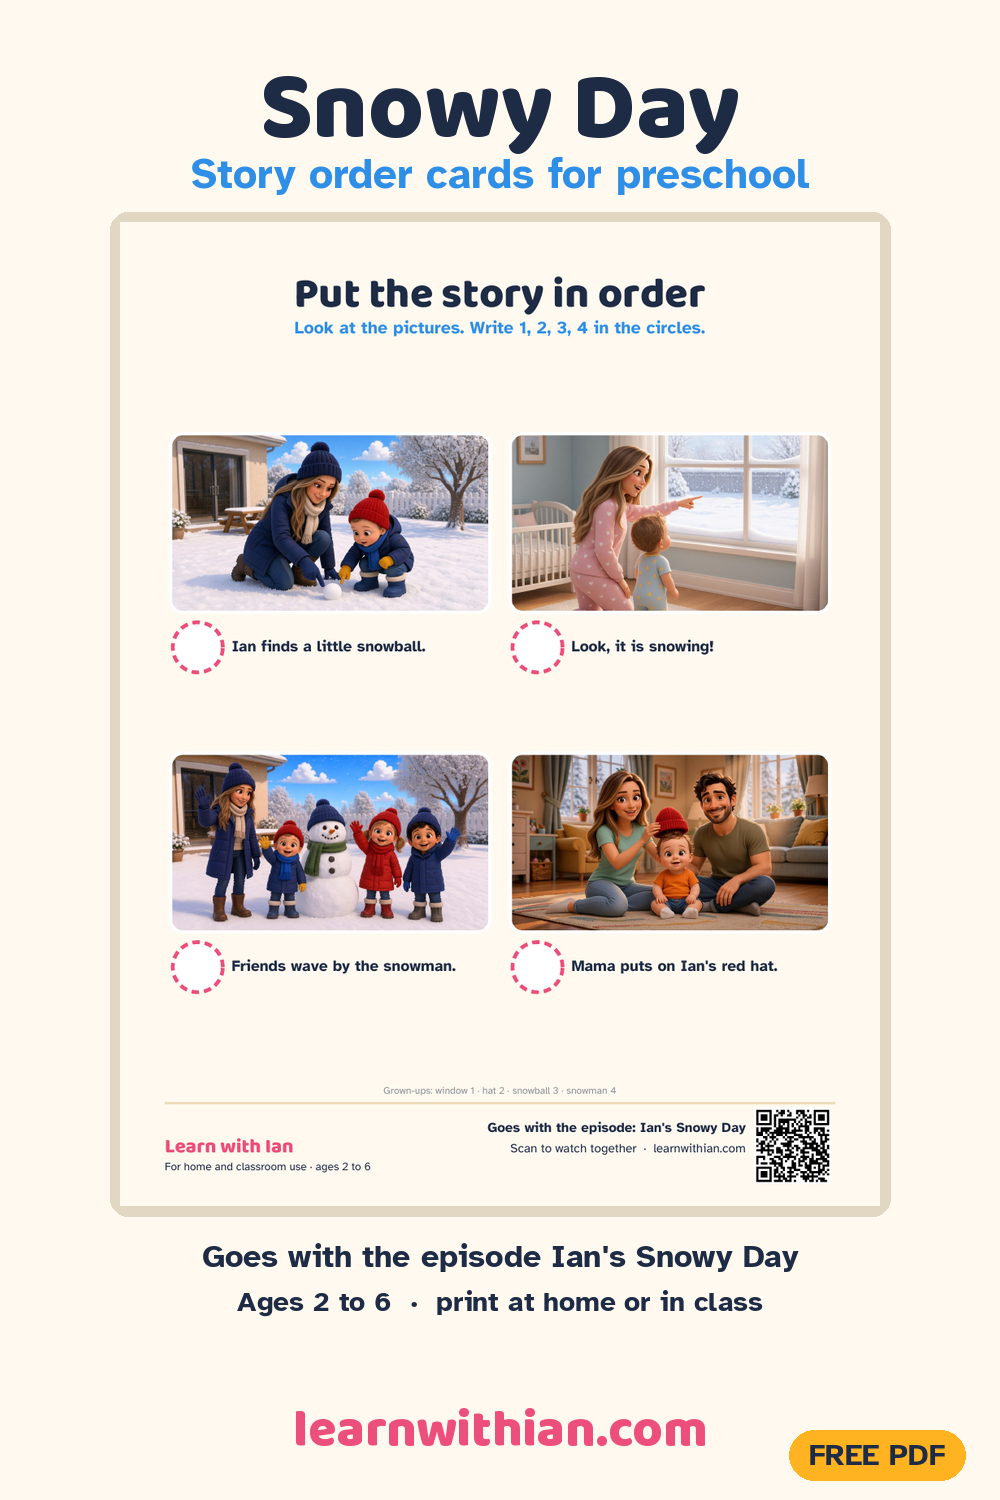 Snowy Day
Story order cards for preschool
Put the story in order
Look at the pictures. Write 1, 2, 3, 4 in the circles.
Ian finds a little snowball.
Look, it is snowing!
Friends wave by the snowman.
Mama puts on Ian's red hat.
Grown-ups: window 1 · hat 2 · snowball 3 · snowman 4
Learn with Ian
For home and classroom use · ages 2 to 6
Goes with the episode: Ian's Snowy Day
Scan to watch together · learnwithian.com
Goes with the episode Ian's Snowy Day
Ages 2 to 6 · print at home or in class
learnwithian.com
FREE PDF